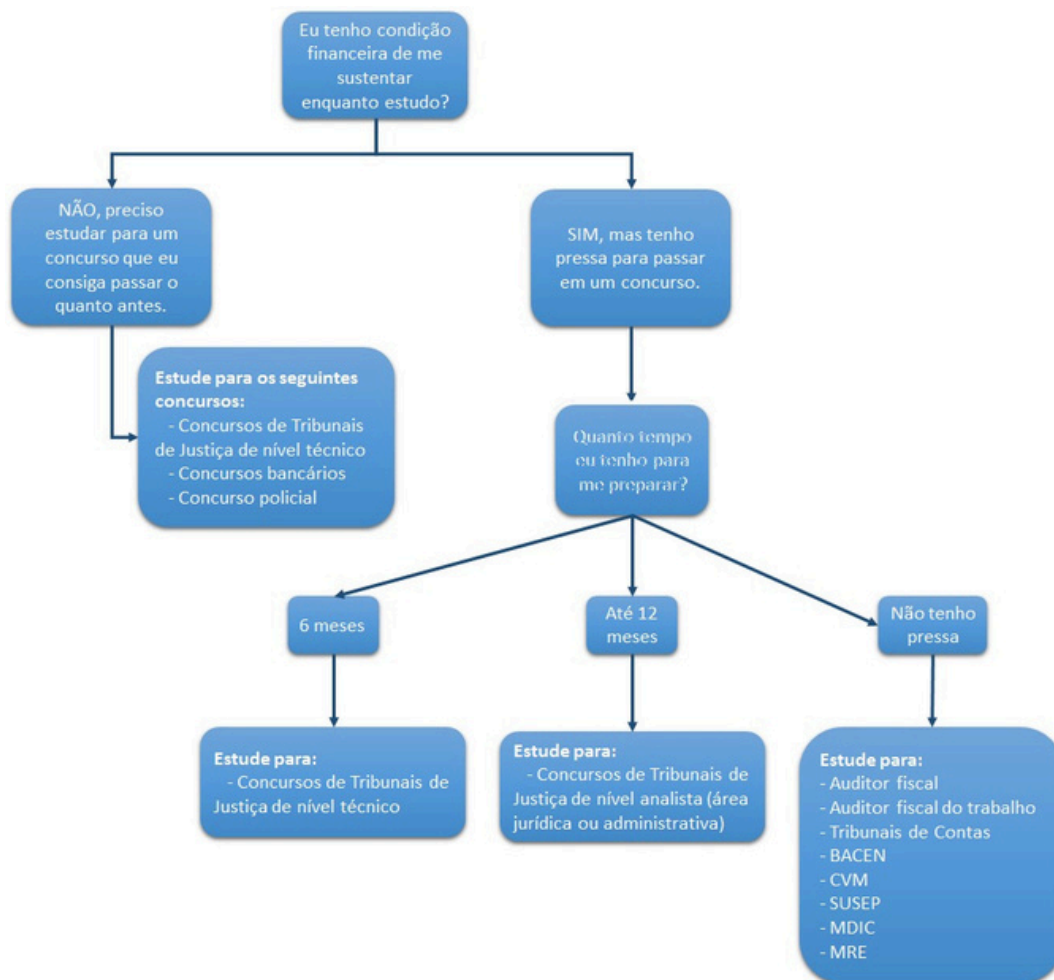 Eu tenho condição
financeira de me
sustentar
enquanto estudo?
NÃO, preciso
estudar para um
concurso que eu
consiga passar o
quanto antes.
SIM, mas tenho
pressa para passar
em um concurso.
Estude para os seguintes
concursos:
- Concursos de Tribunais
de Justiça de nível técnico
- Concursos bancários
- Concurso policial
Quanto tempo
eu tenho para
me preparar?
6 meses
Até 12
meses
Não tenho
pressa
Estude para:
- Concursos de Tribunais de
Justiça de nível técnico
Estude para:
- Concursos de Tribunais de
Justiça de nível analista (área
jurídica ou administrativa)
Estude para:
- Auditor fiscal
- Auditor fiscal do trabalho
- Tribunais de Contas
- BACEN
- CVM
- SUSEP
- MDIC
- MRE